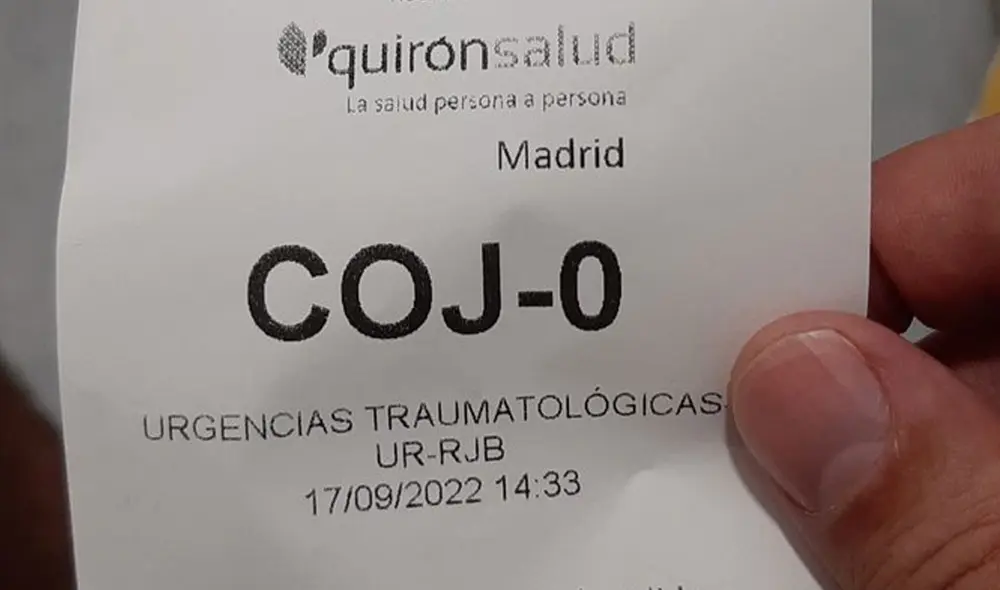 quirónsalud
La salud persona a persona
Madrid
COJ-0
URGENCIAS TRAUMATOLÓGICAS-
UR-RJB
17/09/2022 14:33